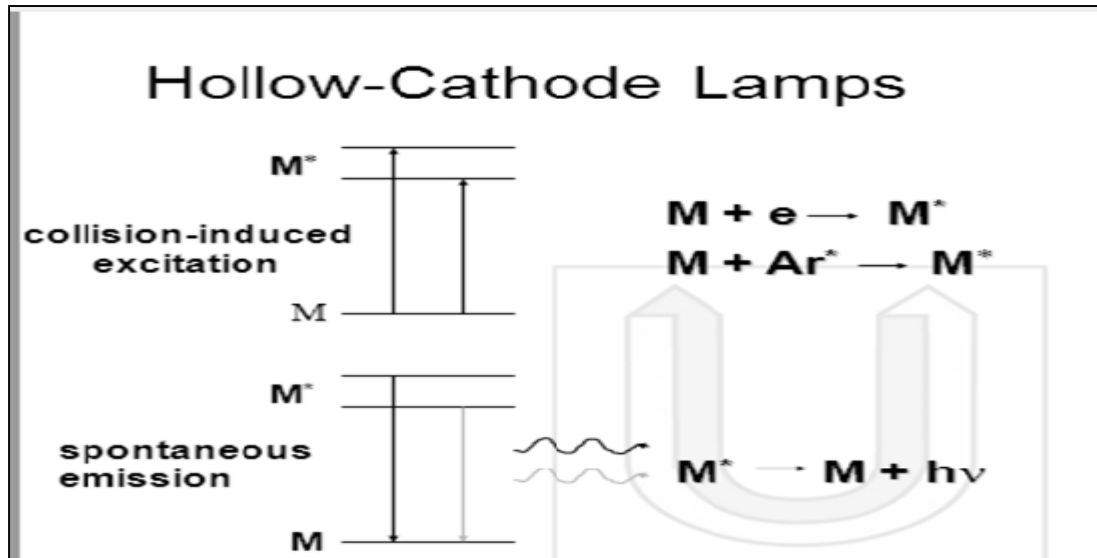 Hollow-Cathode Lamps
M*
collision-induced
excitation
M
M + e → M*
M + Ar* → M*
M*
spontaneous
emission
M
M* → M + hν